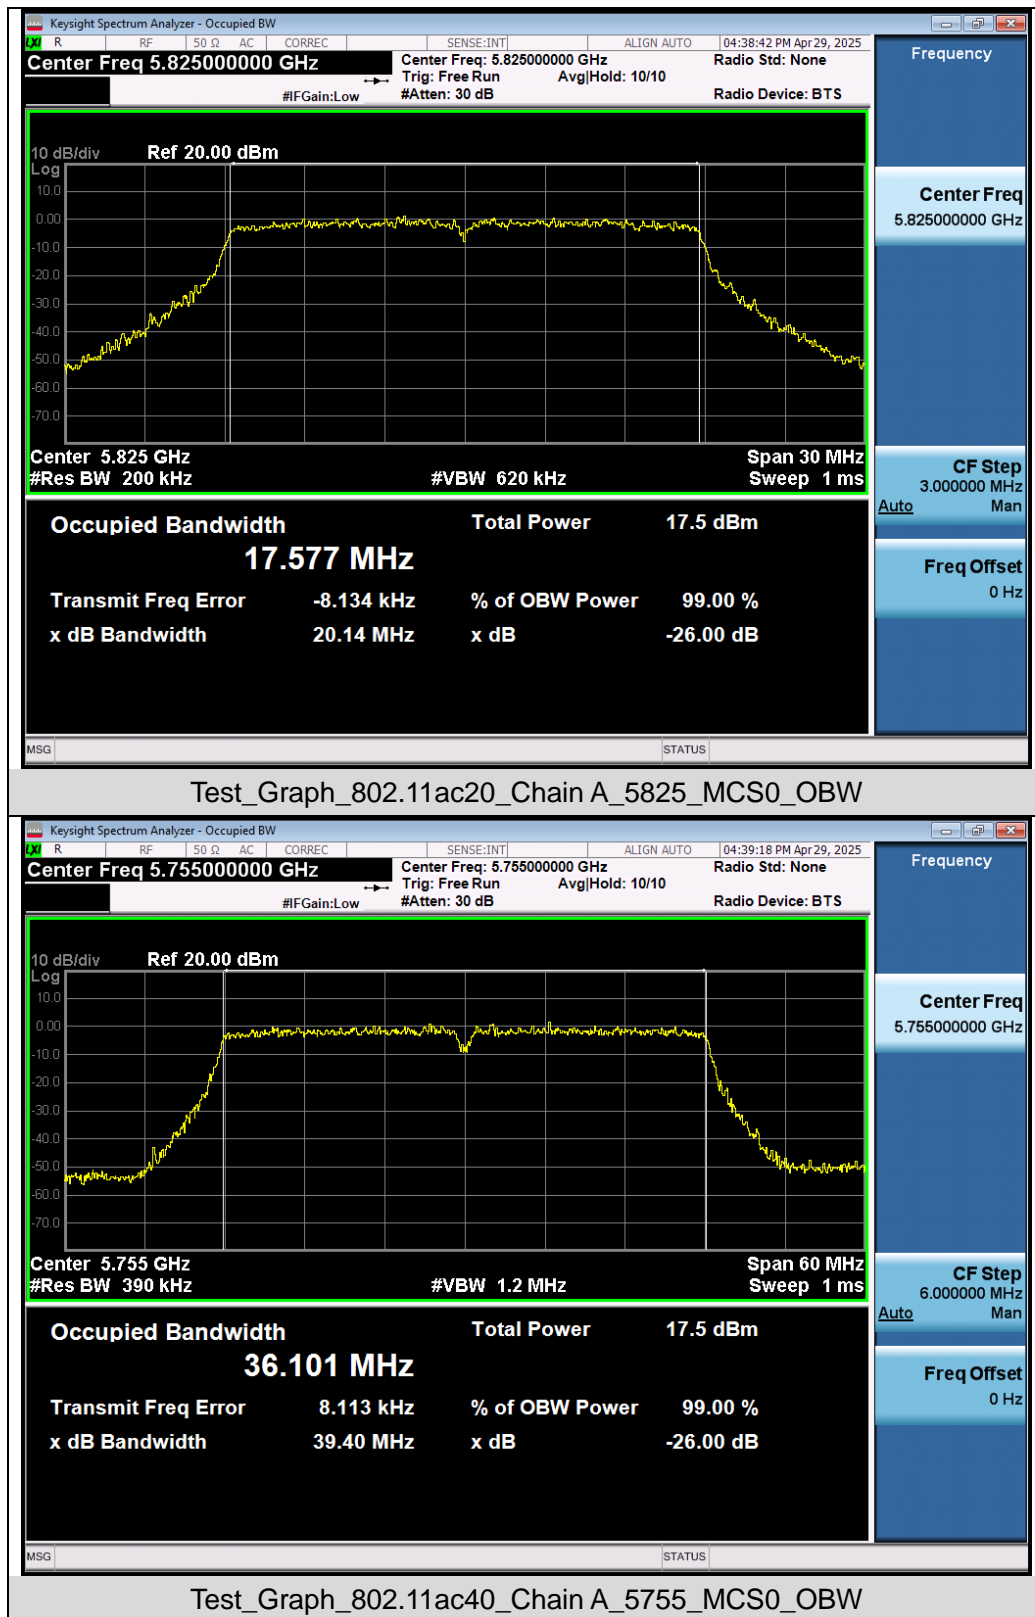 Keysight Spectrum Analyzer - Occupied BW
LXI R RF 50 Ω AC CORREC SENSE:INT ALIGN AUTO 04:38:42 PM Apr 29, 2025
Center Freq 5.825000000 GHz
Center Freq: 5.825000000 GHz
Radio Std: None
Trig: Free Run Avg|Hold: 10/10
#IFGain:Low
#Atten: 30 dB
Radio Device: BTS
Frequency
10 dB/div Ref 20.00 dBm
Log
10.0
0.00
-10.0
-20.0
-30.0
-40.0
-50.0
-60.0
-70.0
Center Freq
5.825000000 GHz
Center 5.825 GHz Span 30 MHz
#Res BW 200 kHz #VBW 620 kHz Sweep 1 ms
CF Step
3.000000 MHz
Auto Man
Freq Offset
0 Hz
Occupied Bandwidth Total Power 17.5 dBm
17.577 MHz
Transmit Freq Error -8.134 kHz % of OBW Power 99.00 %
x dB Bandwidth 20.14 MHz x dB -26.00 dB
MSG STATUS
Test_Graph_802.11ac20_Chain A_5825_MCS0_OBW
Keysight Spectrum Analyzer - Occupied BW
LXI R RF 50 Ω AC CORREC SENSE:INT ALIGN AUTO 04:39:18 PM Apr 29, 2025
Center Freq 5.755000000 GHz
Center Freq: 5.755000000 GHz
Radio Std: None
Trig: Free Run Avg|Hold: 10/10
#IFGain:Low
#Atten: 30 dB
Radio Device: BTS
Frequency
10 dB/div Ref 20.00 dBm
Log
10.0
0.00
-10.0
-20.0
-30.0
-40.0
-50.0
-60.0
-70.0
Center Freq
5.755000000 GHz
Center 5.755 GHz Span 60 MHz
#Res BW 390 kHz #VBW 1.2 MHz Sweep 1 ms
CF Step
6.000000 MHz
Auto Man
Freq Offset
0 Hz
Occupied Bandwidth Total Power 17.5 dBm
36.101 MHz
Transmit Freq Error 8.113 kHz % of OBW Power 99.00 %
x dB Bandwidth 39.40 MHz x dB -26.00 dB
MSG STATUS
Test_Graph_802.11ac40_Chain A_5755_MCS0_OBW